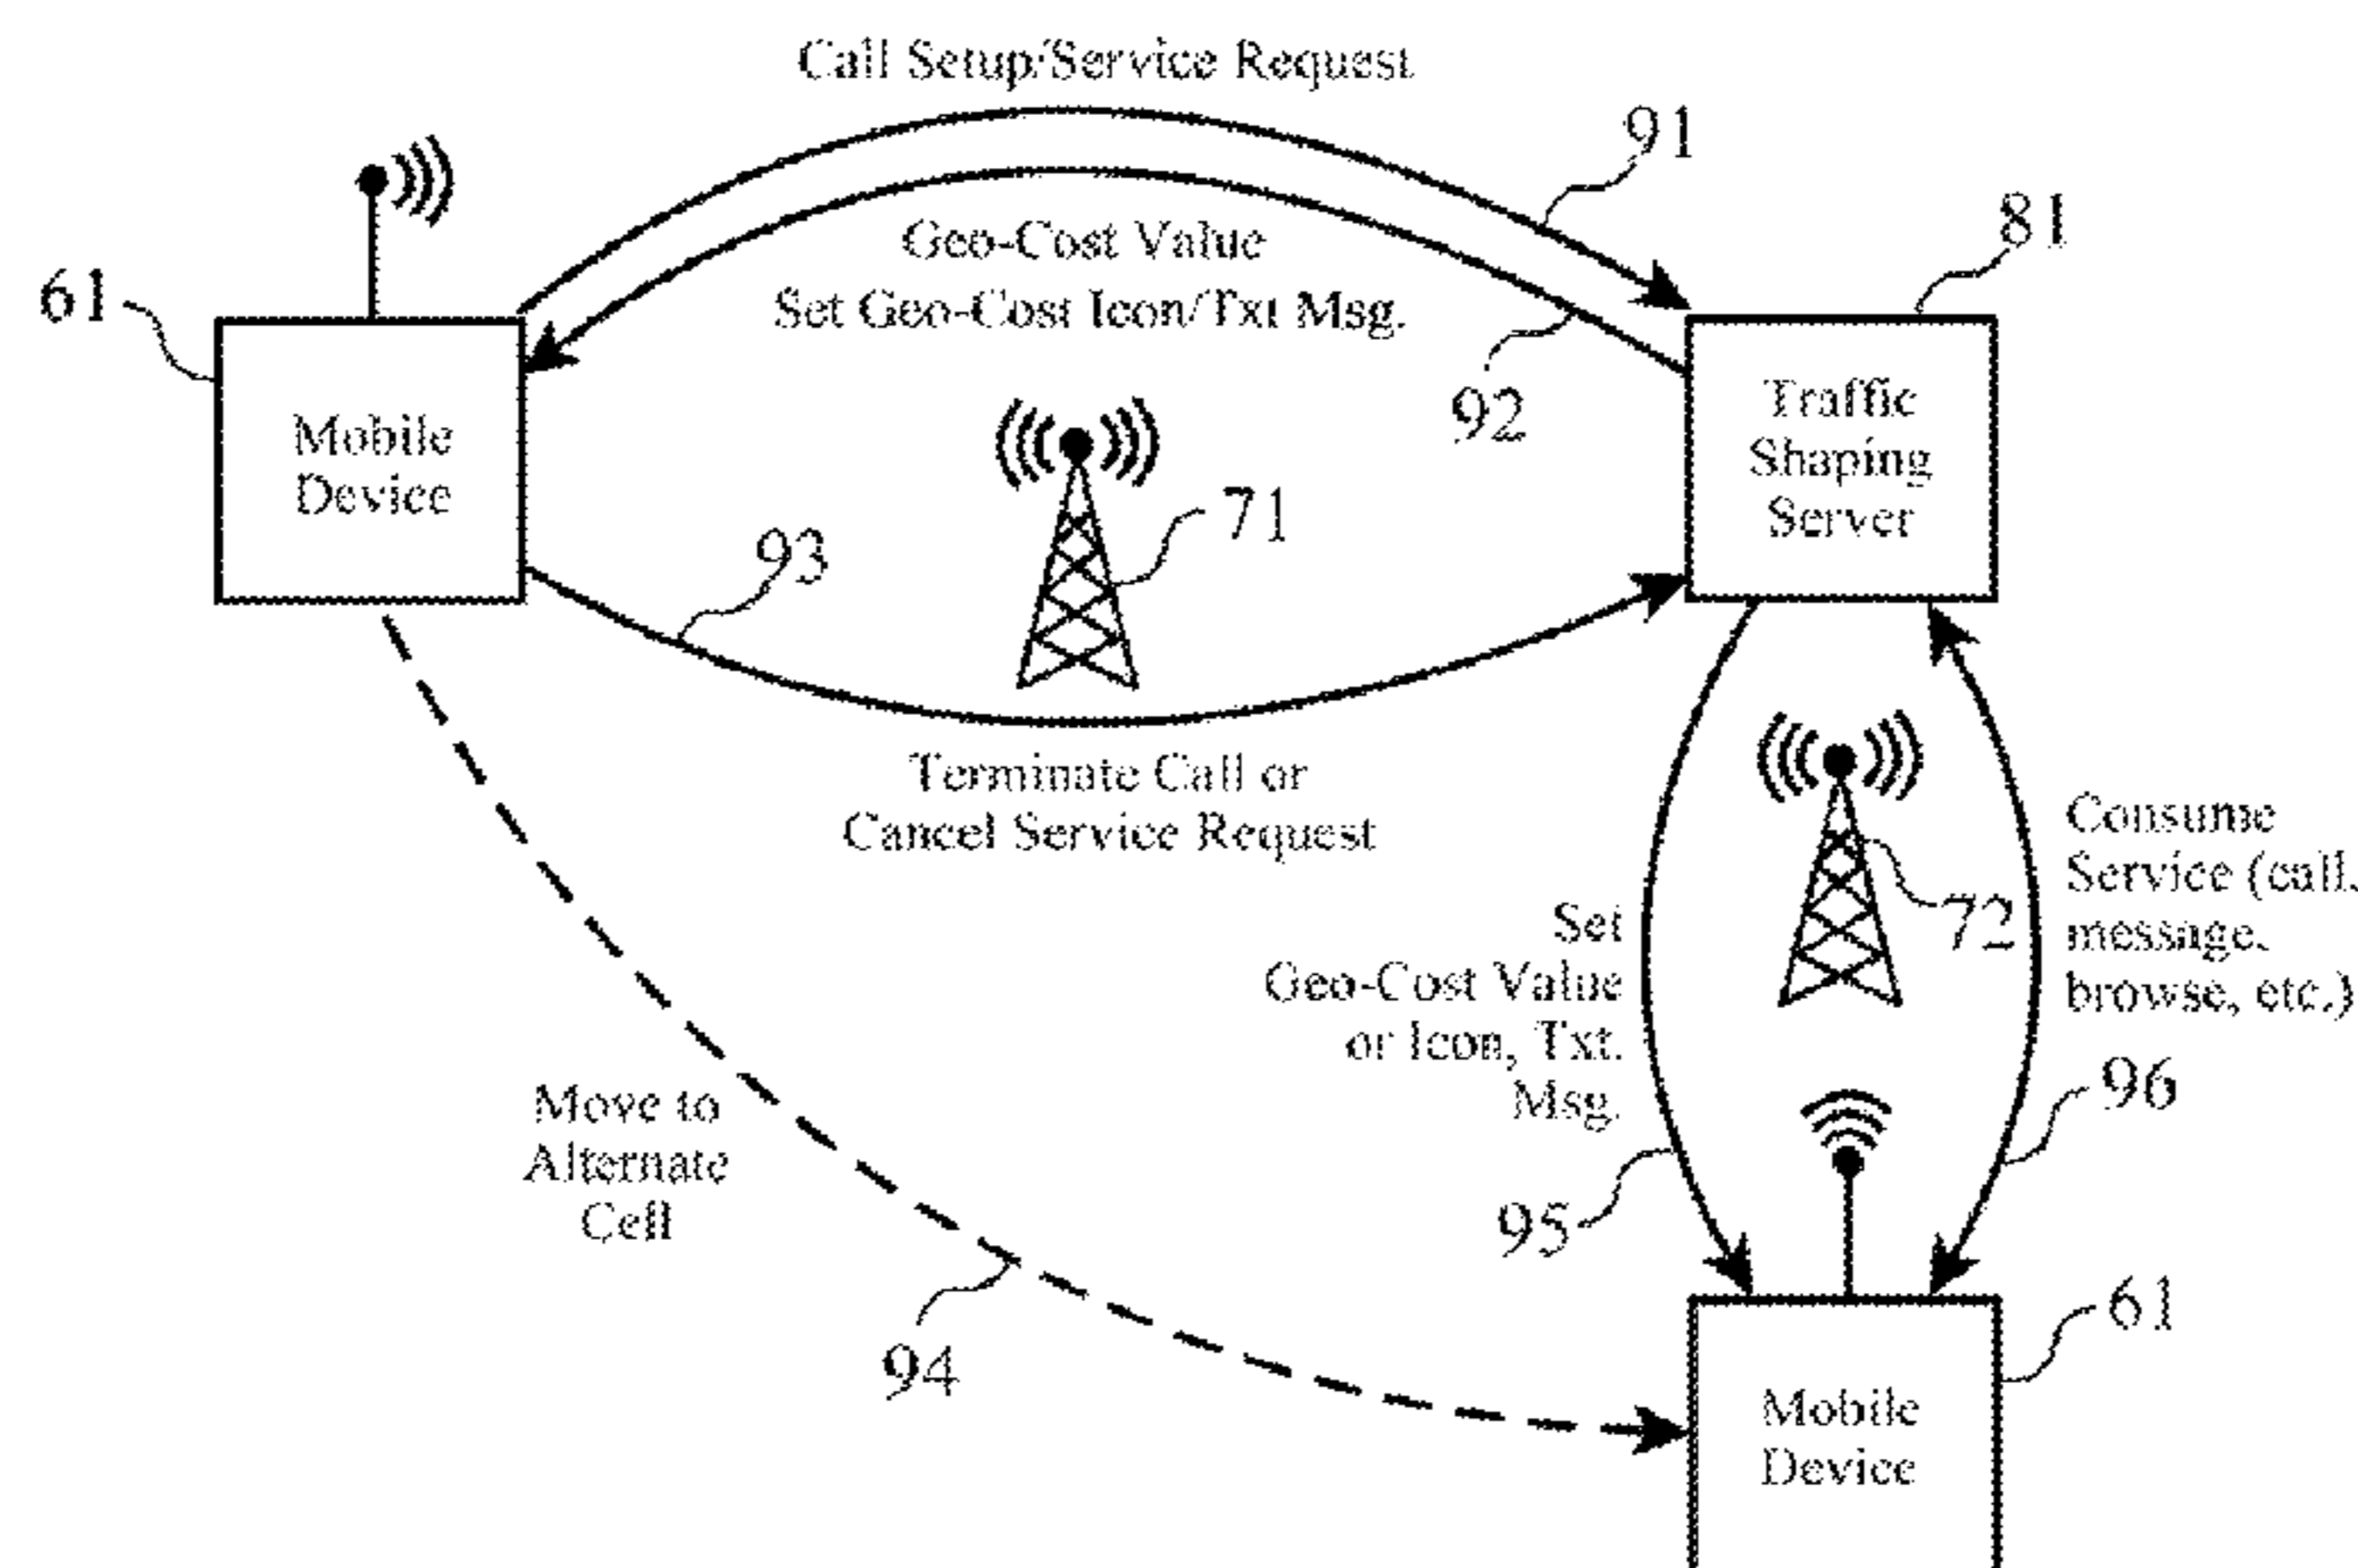 Call Setup/Service Request
91
Geo-Cost Value
Set Geo-Cost Icon/Txt Msg.
92
81
61
Mobile
Device
Traffic
Shaping
Server
71
93
Terminate Call or
Cancel Service Request
72
Consume
Service (call,
message,
browse, etc.)
Set
Geo-Cost Value
or Icon, Txt.
Msg.
96
95
Move to
Alternate
Cell
94
61
Mobile
Device